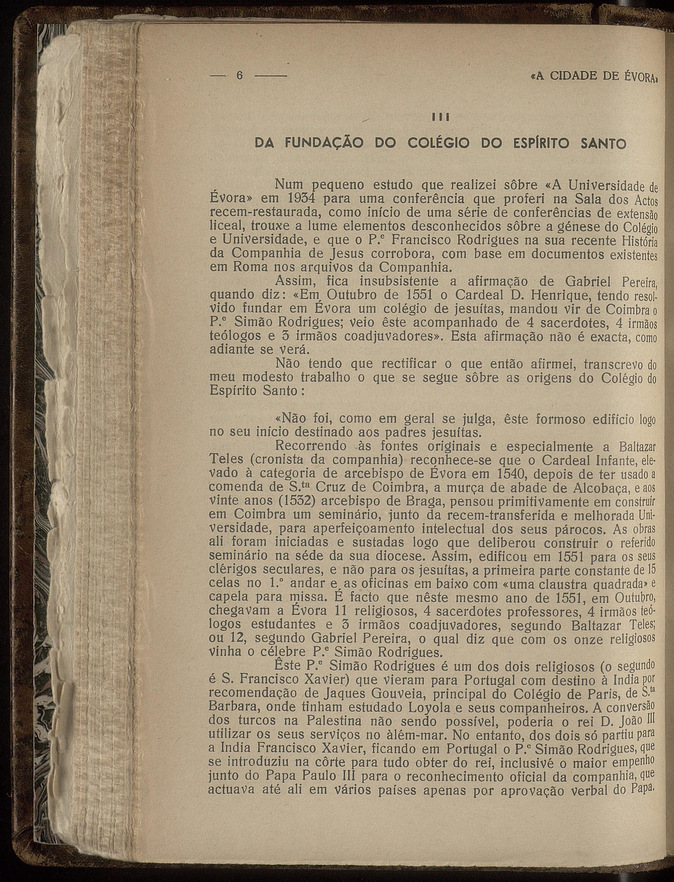 — 6 —— «A CIDADE DE ÉVORA»
III
DA FUNDAÇÃO DO COLÉGIO DO ESPÍRITO SANTO
Num pequeno estudo que realizei sôbre «A Universidade de
Évora» em 1934 para uma conferência que proferi na Sala dos Actos
recem-restaurada, como início de uma série de conferências de extensão
liceal, trouxe a lume elementos desconhecidos sôbre a génese do Colégio
e Universidade, e que o P.e Francisco Rodrigues na sua recente História
da Companhia de Jesus corrobora, com base em documentos existentes
em Roma nos arquivos da Companhia.
Assim, fica insubsistente a afirmação de Gabriel Pereira,
quando diz: «Em Outubro de 1551 o Cardeal D. Henrique, tendo resol-
vido fundar em Évora um colégio de jesuítas, mandou vir de Coimbra o
P.e Simão Rodrigues; veio êste acompanhado de 4 sacerdotes, 4 irmãos
teólogos e 3 irmãos coadjuvadores». Esta afirmação não é exacta, como
adiante se verá.
Não tendo que rectificar o que então afirmei, transcrevo do
meu modesto trabalho o que se segue sôbre as origens do Colégio do
Espírito Santo:
«Não foi, como em geral se julga, êste formoso edifício logo
no seu início destinado aos padres jesuítas.
Recorrendo às fontes originais e especialmente a Baltazar
Teles (cronista da companhia) reconhece-se que o Cardeal Infante, ele-
vado à categoria de arcebispo de Évora em 1540, depois de ter usado a
comenda de S.ta Cruz de Coimbra, a murça de abade de Alcobaça, e aos
vinte anos (1532) arcebispo de Braga, pensou primitivamente em construir
em Coimbra um seminário, junto da recem-transferida e melhorada Uni-
versidade, para aperfeiçoamento intelectual dos seus párocos. As obras
ali foram iniciadas e sustadas logo que deliberou construir o referido
seminário na séde da sua diocese. Assim, edificou em 1551 para os seus
clérigos seculares, e não para os jesuítas, a primeira parte constante de 15
celas no 1.º andar e as oficinas em baixo com «uma claustra quadrada» e
capela para missa. É facto que nêste mesmo ano de 1551, em Outubro,
chegavam a Évora 11 religiosos, 4 sacerdotes professores, 4 irmãos teó-
logos estudantes e 3 irmãos coadjuvadores, segundo Baltazar Teles;
ou 12, segundo Gabriel Pereira, o qual diz que com os onze religiosos
vinha o célebre P.e Simão Rodrigues.
Êste P.e Simão Rodrigues é um dos dois religiosos (o segundo
é S. Francisco Xavier) que vieram para Portugal com destino à India por
recomendação de Jaques Gouveia, principal do Colégio de Paris, de S.ta
Barbara, onde tinham estudado Loyola e seus companheiros. A conversão
dos turcos na Palestina não sendo possível, poderia o rei D. João III
utilizar os seus serviços no àlém-mar. No entanto, dos dois só partiu para
a India Francisco Xavier, ficando em Portugal o P.e Simão Rodrigues, que
se introduziu na côrte para tudo obter do rei, inclusivé o maior empenho
junto do Papa Paulo III para o reconhecimento oficial da companhia, que
actuava até ali em vários países apenas por aprovação verbal do Papa.